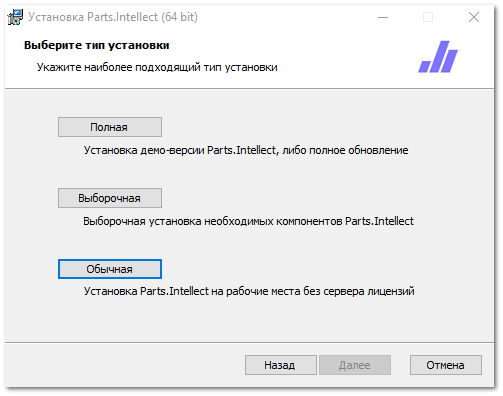 Установка Parts.Intellect (64 bit)
Выберите тип установки
Укажите наиболее подходящий тип установки
Полная
Установка демо-версии Parts.Intellect, либо полное обновление
Выборочная
Выборочная установка необходимых компонентов Parts.Intellect
Обычная
Установка Parts.Intellect на рабочие места без сервера лицензий
Назад Далее Отмена